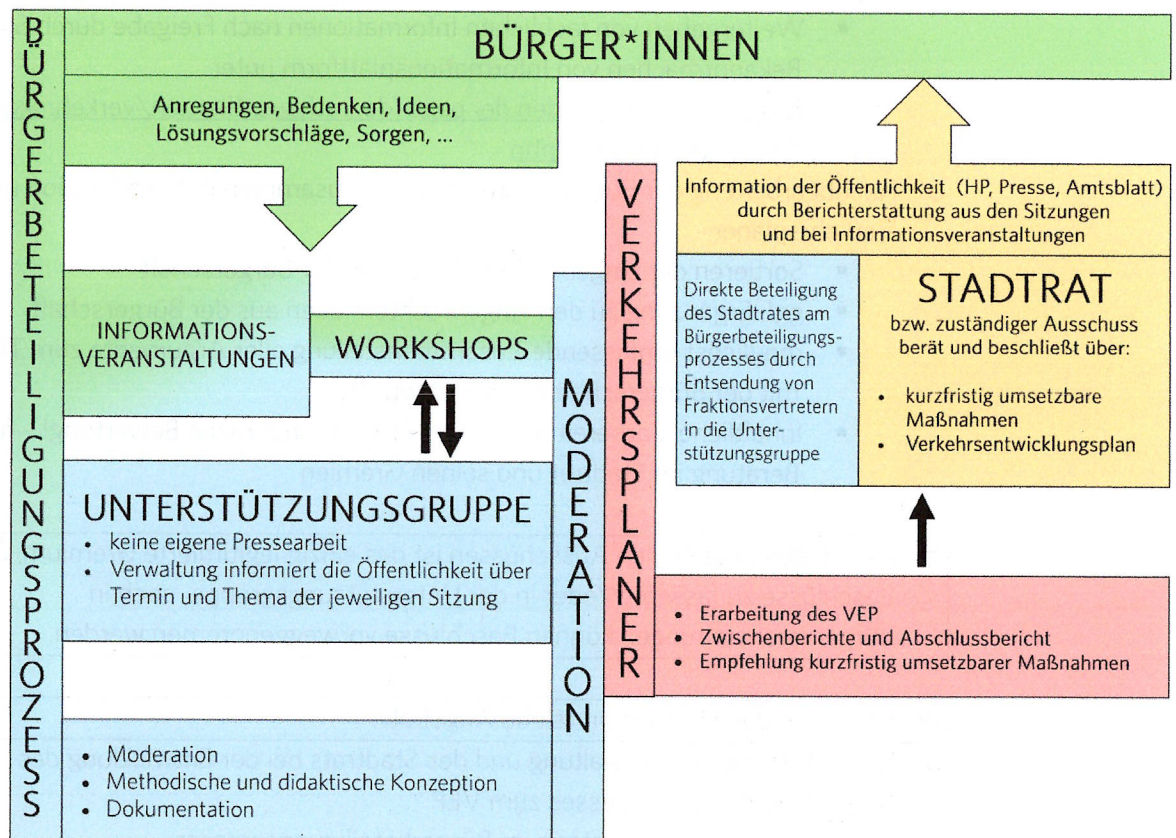 BÜRGERBETEILIGUNGSPROZESS
BÜRGER*INNEN
Anregungen, Bedenken, Ideen,
Lösungsvorschläge, Sorgen, ...
INFORMATIONS-
VERANSTALTUNGEN
WORKSHOPS
UNTERSTÜTZUNGSGRUPPE
• keine eigene Pressearbeit
• Verwaltung informiert die Öffentlichkeit über
Termin und Thema der jeweiligen Sitzung
• Moderation
• Methodische und didaktische Konzeption
• Dokumentation
MODERATION
VERKEHRSPLANER
Information der Öffentlichkeit (HP, Presse, Amtsblatt)
durch Berichterstattung aus den Sitzungen
und bei Informationsveranstaltungen
Direkte Beteiligung
des Stadtrates am
Bürgerbeteiligungs-
prozesses durch
Entsendung von
Fraktionsvertretern
in die Unter-
stützungsgruppe
STADTRAT
bzw. zuständiger Ausschuss
berät und beschließt über:
• kurzfristig umsetzbare
Maßnahmen
• Verkehrsentwicklungsplan
• Erarbeitung des VEP
• Zwischenberichte und Abschlussbericht
• Empfehlung kurzfristig umsetzbarer Maßnahmen